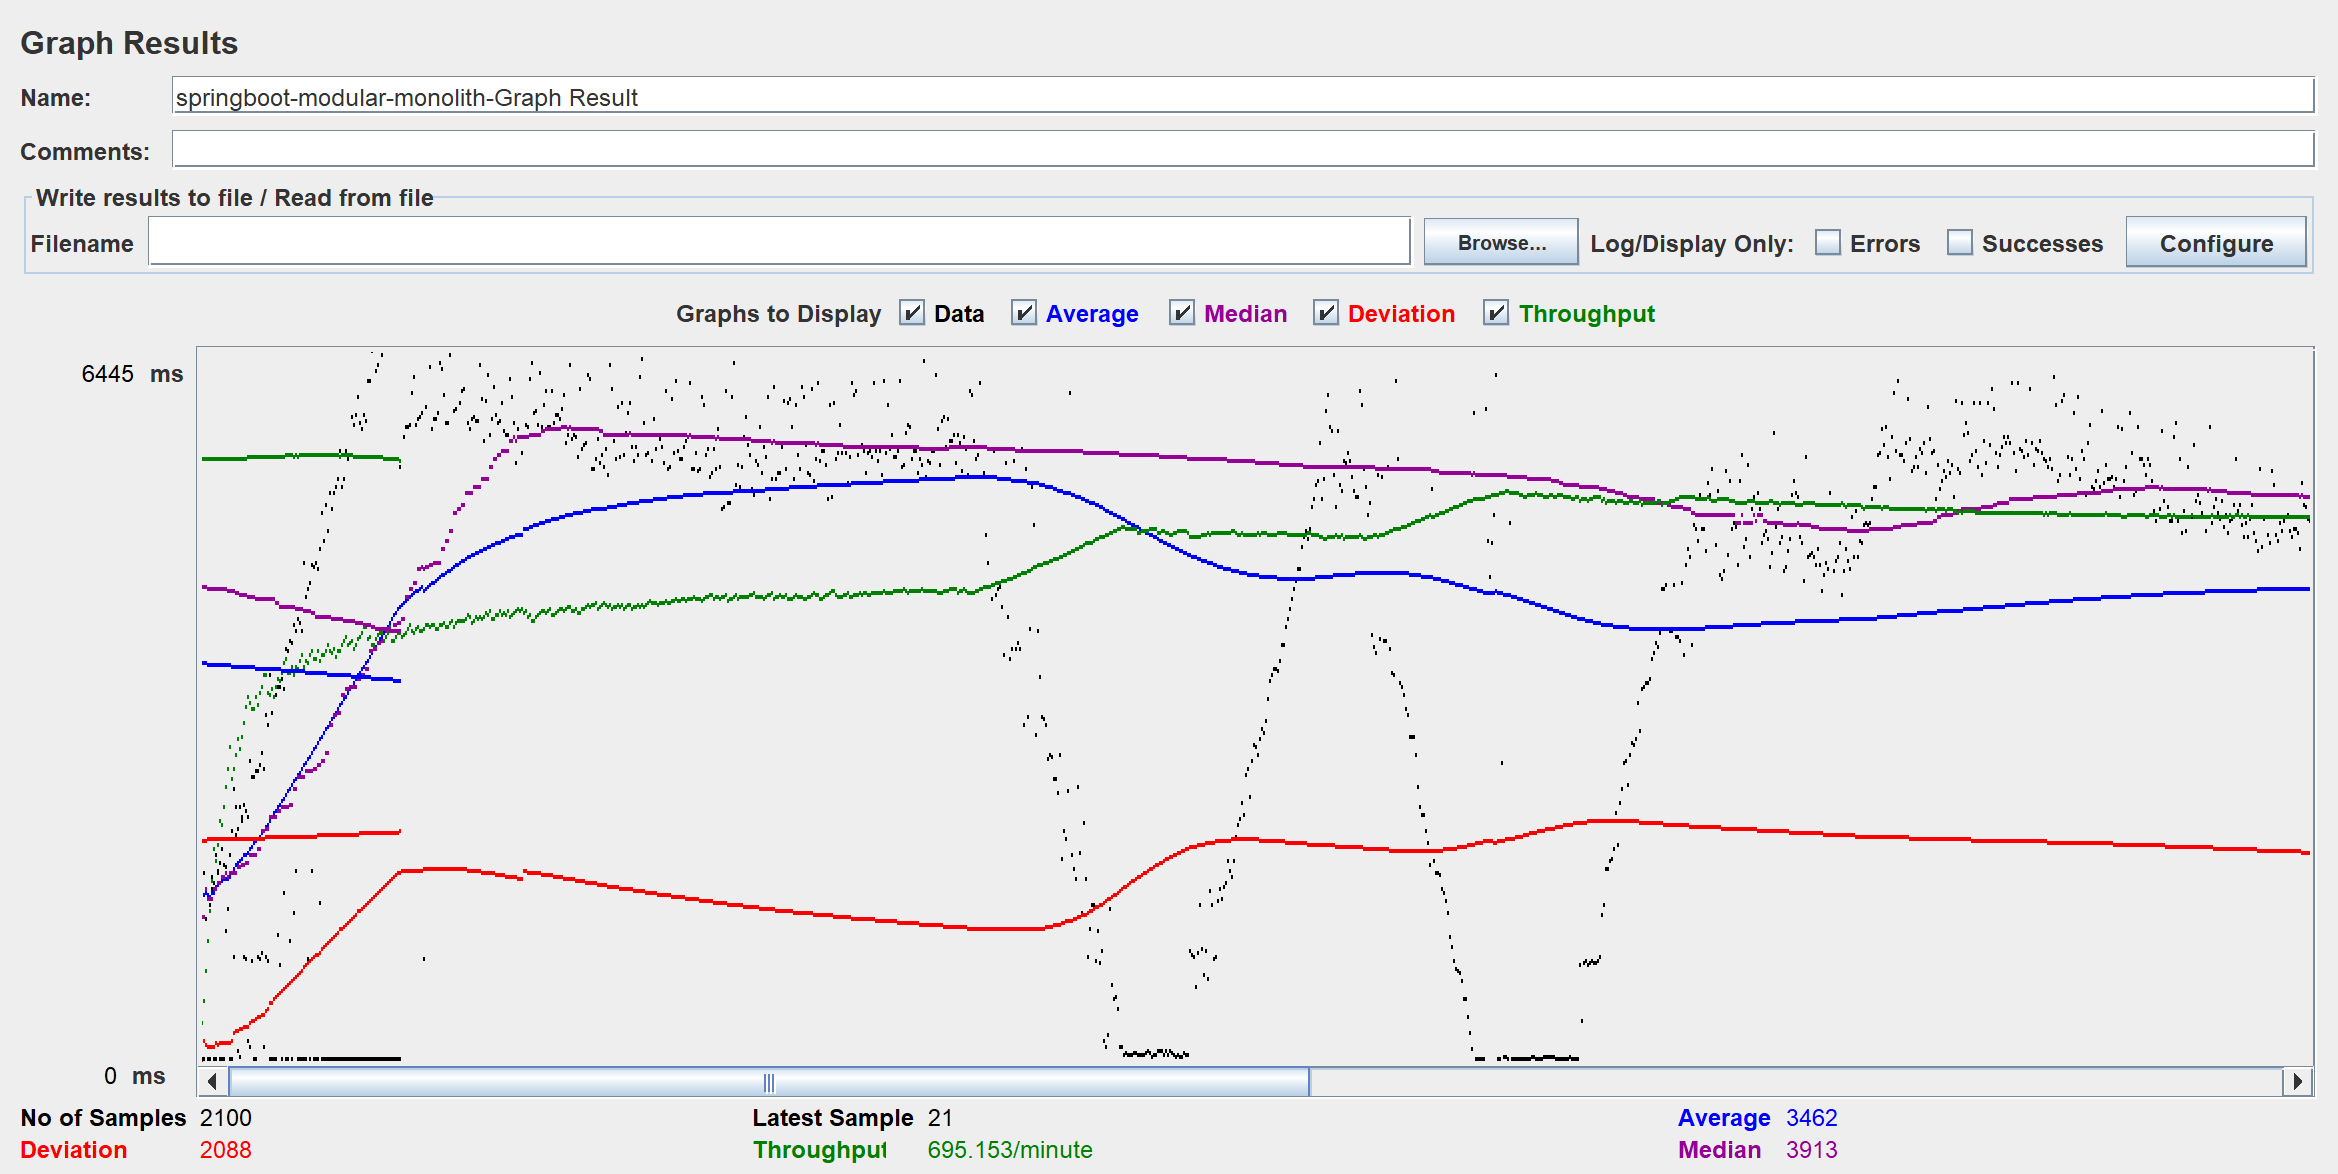 Graph Results
Name: springboot-modular-monolith-Graph Result
Comments:
Write results to file / Read from file
Filename Browse... Log/Display Only: Errors Successes Configure
Graphs to Display Data Average Median Deviation Throughput
6445 ms
0 ms
No of Samples 2100 Latest Sample 21 Average 3462
Deviation 2088 Throughput 695.153/minute Median 3913